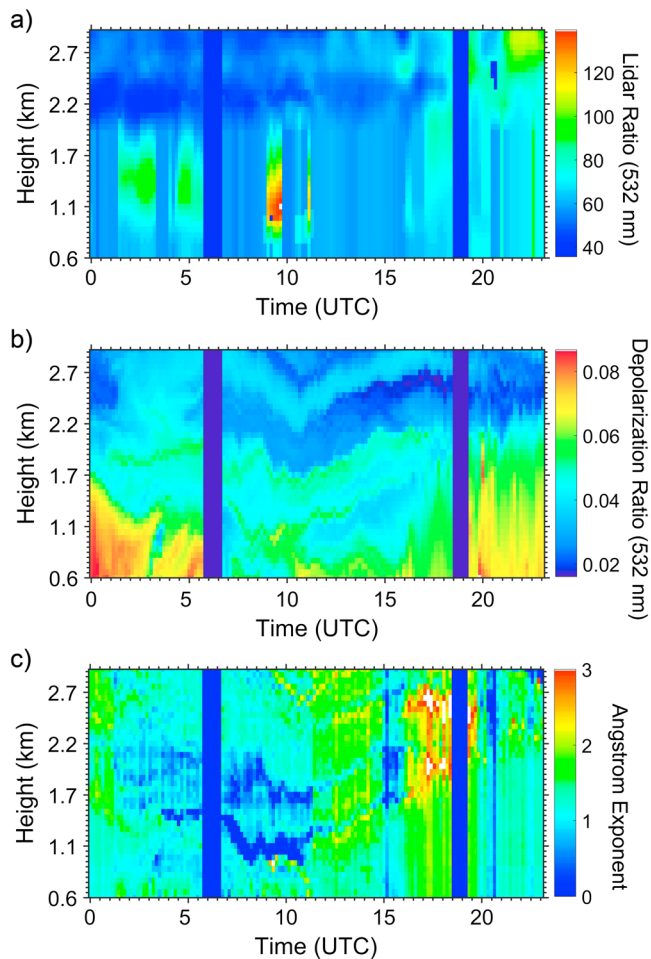 a)
2.7
2.2
1.7
1.1
0.6
Height (km)
0 5 10 15 20
Time (UTC)
120
100
80
60
40
Lidar Ratio (532 nm)
b)
2.7
2.2
1.7
1.1
0.6
Height (km)
0 5 10 15 20
Time (UTC)
0.08
0.06
0.04
0.02
Depolarization Ratio (532 nm)
c)
2.7
2.2
1.7
1.1
0.6
Height (km)
0 5 10 15 20
Time (UTC)
3
2
1
0
Angstrom Exponent